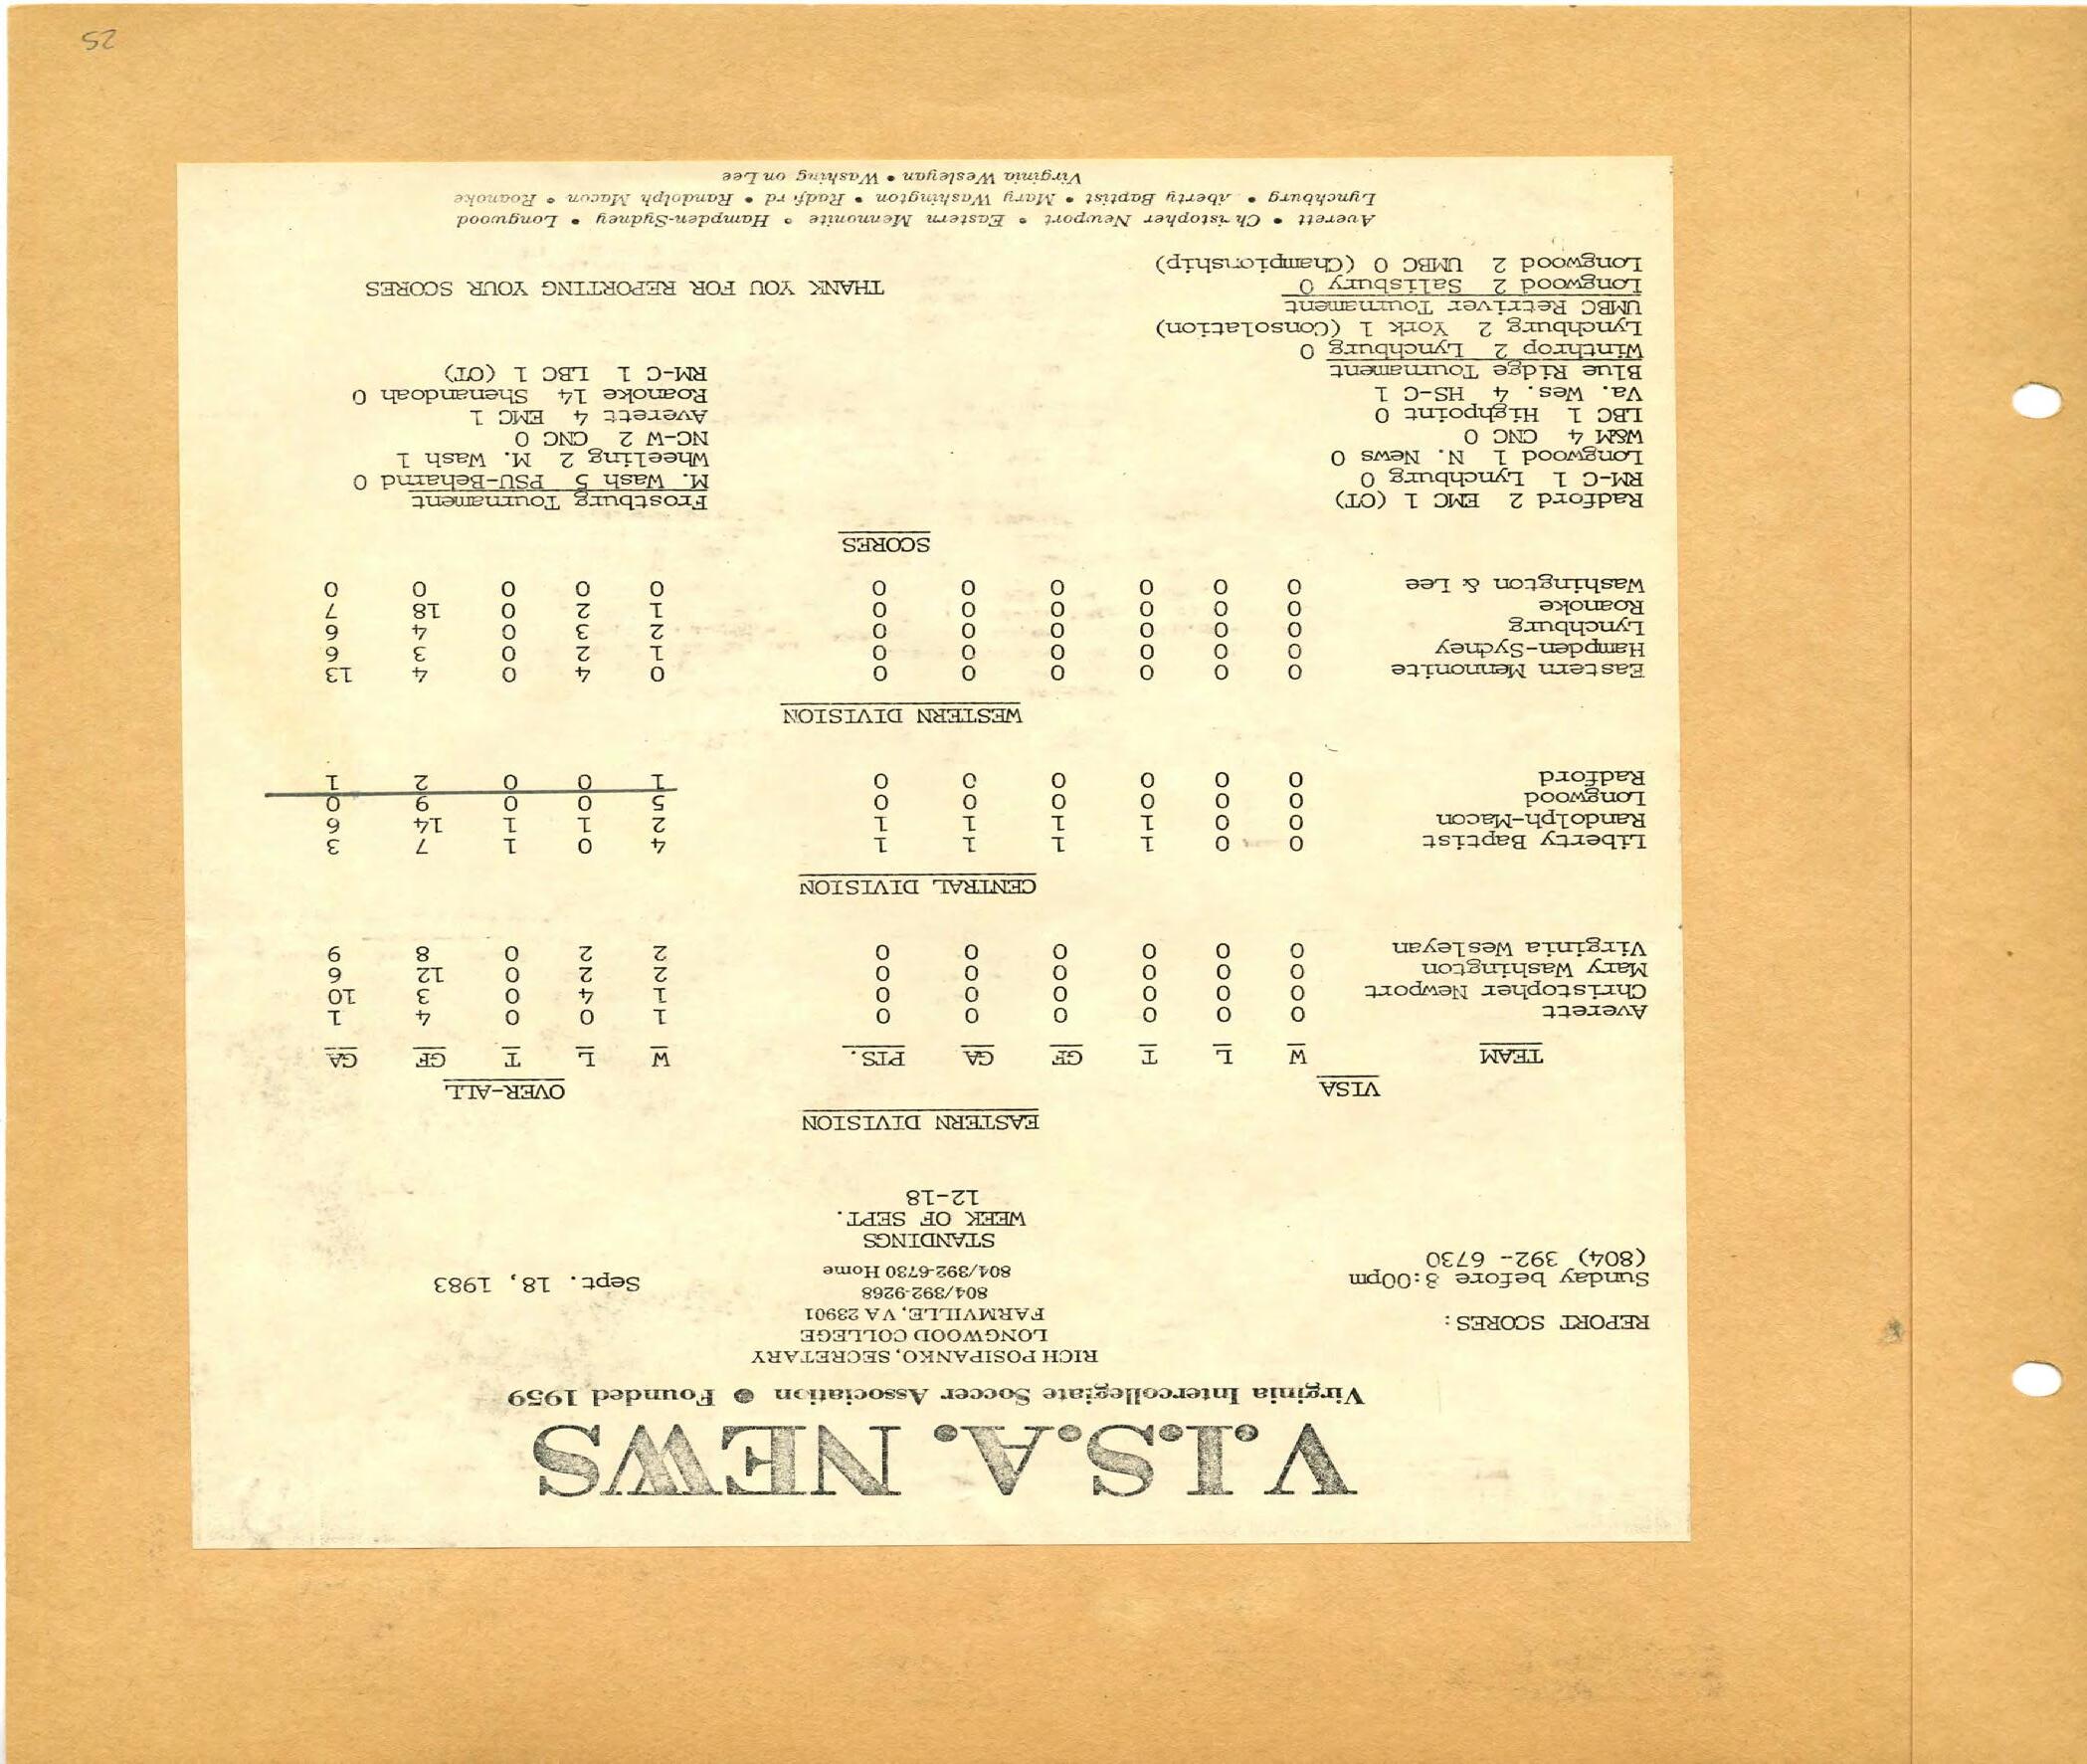 52
V.I.S.A. NEWS
Virginia Intercollegiate Soccer Association ● Founded 1959
RICH POSIPANKO, SECRETARY
LONGWOOD COLLEGE
FARMVILLE, VA 23901
804/392-9268
804/392-6730 Home
REPORT SCORES:
Sunday before 3:00pm
(804) 392- 6730
Sept. 18, 1983
STANDINGS
WEEK OF SEPT.
12-18
EASTERN DIVISION
VISA OVER-ALL
TEAM W L T GF GA PTS. W L T GF GA
Averett 0 0 0 0 0 0 1 0 0 4 1
Christopher Newport 0 0 0 0 0 0 1 4 0 3 10
Mary Washington 0 0 0 0 0 0 2 2 0 12 6
Virginia Wesleyan 0 0 0 0 0 0 2 2 0 8 9
CENTRAL DIVISION
Liberty Baptist 0 0 1 1 1 1 4 0 1 7 3
Randolph-Macon 0 0 1 1 1 1 2 1 1 14 6
Longwood 0 0 0 0 0 0 5 0 0 9 0
Radford 0 0 0 0 0 0 1 0 0 2 1
WESTERN DIVISION
Eastern Mennonite 0 0 0 0 0 0 0 4 0 4 13
Hampden-Sydney 0 0 0 0 0 0 1 2 0 3 6
Lynchburg 0 0 0 0 0 0 2 3 0 4 6
Roanoke 0 0 0 0 0 0 1 2 0 18 7
Washington & Lee 0 0 0 0 0 0 0 0 0 0 0
SCORES
Radford 2 EMC 1 (OT)
RM-C 1 Lynchburg 0
Longwood 1 N. News 0
W&M 4 CNC 0
LBC 1 Highpoint 0
Va. Wes. 4 HS-C 1
Blue Ridge Tournament
Winthrop 2 Lynchburg 0
Lynchburg 2 York 1 (Consolation)
UMBC Retriver Tournament
Longwood 2 Salisbury 0
Longwood 2 UMBC 0 (Championship)
Frostburg Tournament
M. Wash 5 PSU-Beharnd 0
Wheeling 2 M. Wash 1
NC-W 2 CNC 0
Averett 4 EMC 1
Roanoke 14 Shenandoah 0
RM-C 1 LBC 1 (OT)
THANK YOU FOR REPORTING YOUR SCORES
Averett • Christopher Newport • Eastern Mennonite • Hampden-Sydney • Longwood
Lynchburg • Liberty Baptist • Mary Washington • Radford • Randolph Macon • Roanoke
Virginia Wesleyan • Washing on Lee